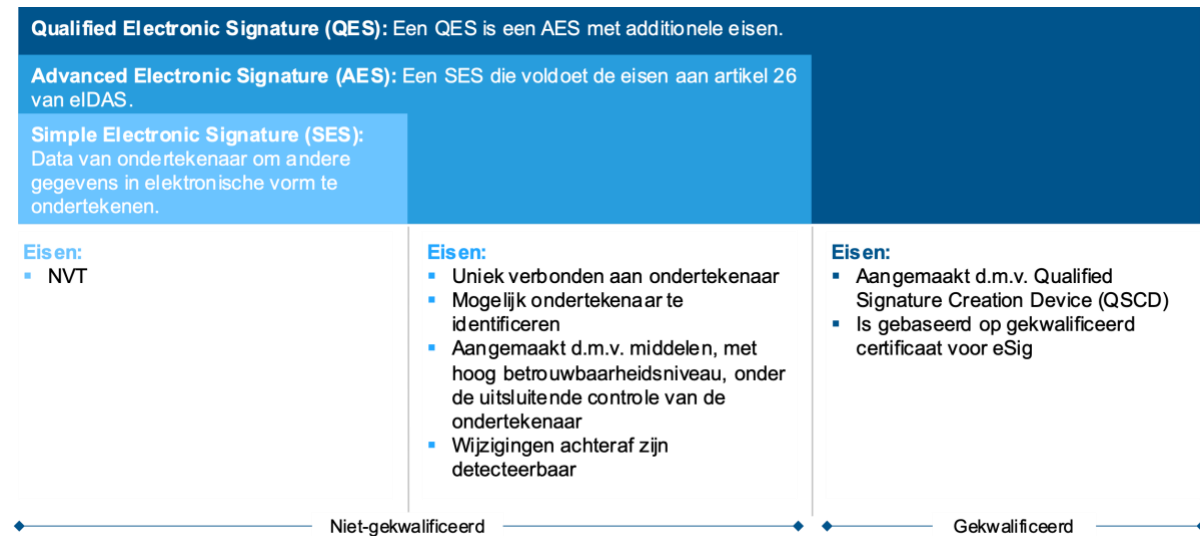 Qualified Electronic Signature (QES): Een QES is een AES met additionele eisen.
Advanced Electronic Signature (AES): Een SES die voldoet de eisen aan artikel 26
van eIDAS.
Simple Electronic Signature (SES):
Data van ondertekenaar om andere
gegevens in elektronische vorm te
ondertekenen.
Eisen:
▪ NVT
Eisen:
▪ Uniek verbonden aan ondertekenaar
▪ Mogelijk ondertekenaar te
identificeren
▪ Aangemaakt d.m.v. middelen, met
hoog betrouwbaarheidsniveau, onder
de uitsluitende controle van de
ondertekenaar
▪ Wijzigingen achteraf zijn
detecteerbaar
Eisen:
▪ Aangemaakt d.m.v. Qualified
Signature Creation Device (QSCD)
▪ Is gebaseerd op gekwalificeerd
certificaat voor eSig
Niet-gekwalificeerd
Gekwalificeerd